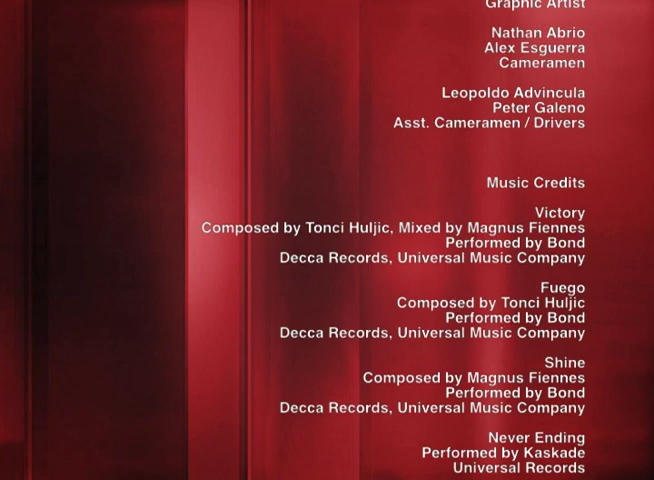 Graphic Artist
Nathan Abrio
Alex Esguerra
Cameramen
Leopoldo Advincula
Peter Galeno
Asst. Cameramen / Drivers
Music Credits
Victory
Composed by Tonci Huljic, Mixed by Magnus Fiennes
Performed by Bond
Decca Records, Universal Music Company
Fuego
Composed by Tonci Huljic
Performed by Bond
Decca Records, Universal Music Company
Shine
Composed by Magnus Fiennes
Performed by Bond
Decca Records, Universal Music Company
Never Ending
Performed by Kaskade
Universal Records